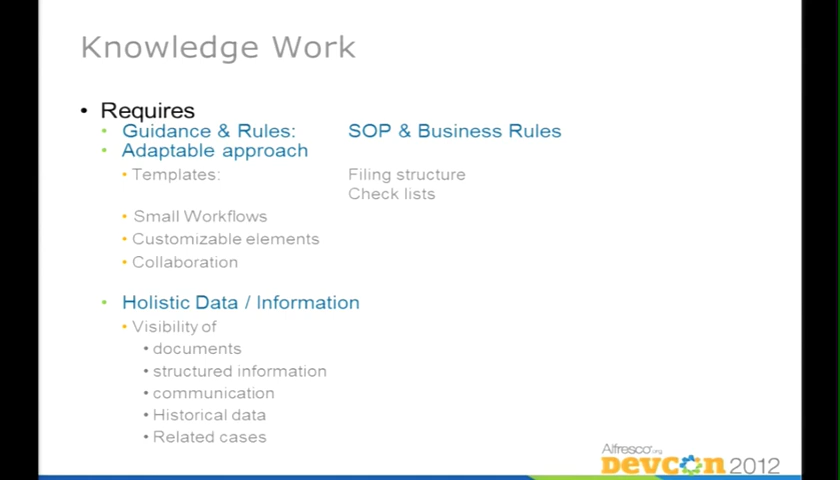 Knowledge Work
• Requires
• Guidance & Rules: SOP & Business Rules
• Adaptable approach
• Templates: Filing structure
Check lists
• Small Workflows
• Customizable elements
• Collaboration
• Holistic Data / Information
• Visibility of
• documents
• structured information
• communication
• Historical data
• Related cases
Alfresco.org
DevCon 2012